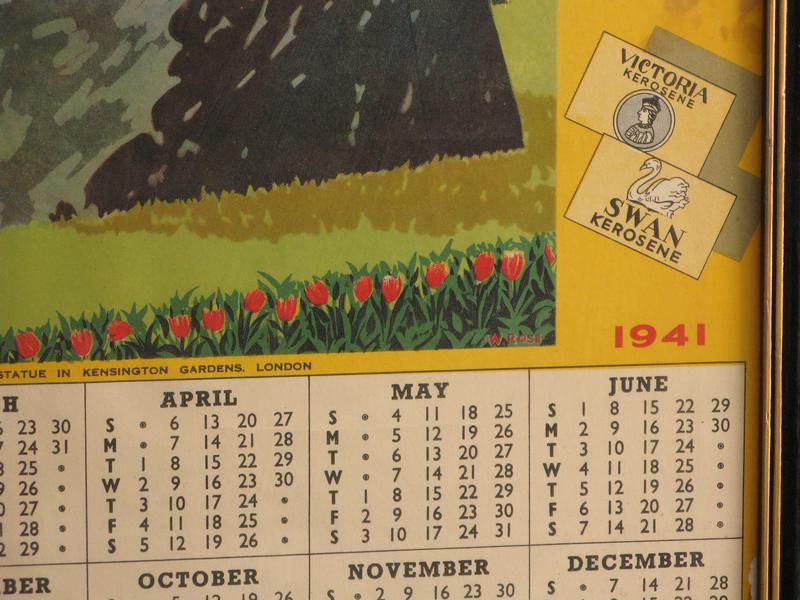 VICTORIA
KEROSENE
SWAN
KEROSENE
W. ROSE
1941
STATUE IN KENSINGTON GARDENS, LONDON
H
23 30
24 31
25
26
27
28
29
APRIL
S 6 13 20 27
M 7 14 21 28
T 1 8 15 22 29
W 2 9 16 23 30
T 3 10 17 24
F 4 11 18 25
S 5 12 19 26
MAY
S 4 11 18 25
M 5 12 19 26
T 6 13 20 27
W 7 14 21 28
T 1 8 15 22 29
F 2 9 16 23 30
S 3 10 17 24 31
JUNE
S 1 8 15 22 29
M 2 9 16 23 30
T 3 10 17 24
W 4 11 18 25
T 5 12 19 26
F 6 13 20 27
S 7 14 21 28
BER
OCTOBER
5 12 19 26
NOVEMBER
S 2 9 16 23 30
DECEMBER
S 7 14 21 28